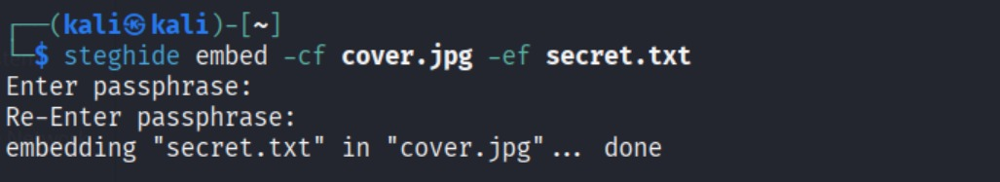 ┌──(kali㉿kali)-[~]
└─$ steghide embed -cf cover.jpg -ef secret.txt
Enter passphrase:
Re-Enter passphrase:
embedding "secret.txt" in "cover.jpg"... done